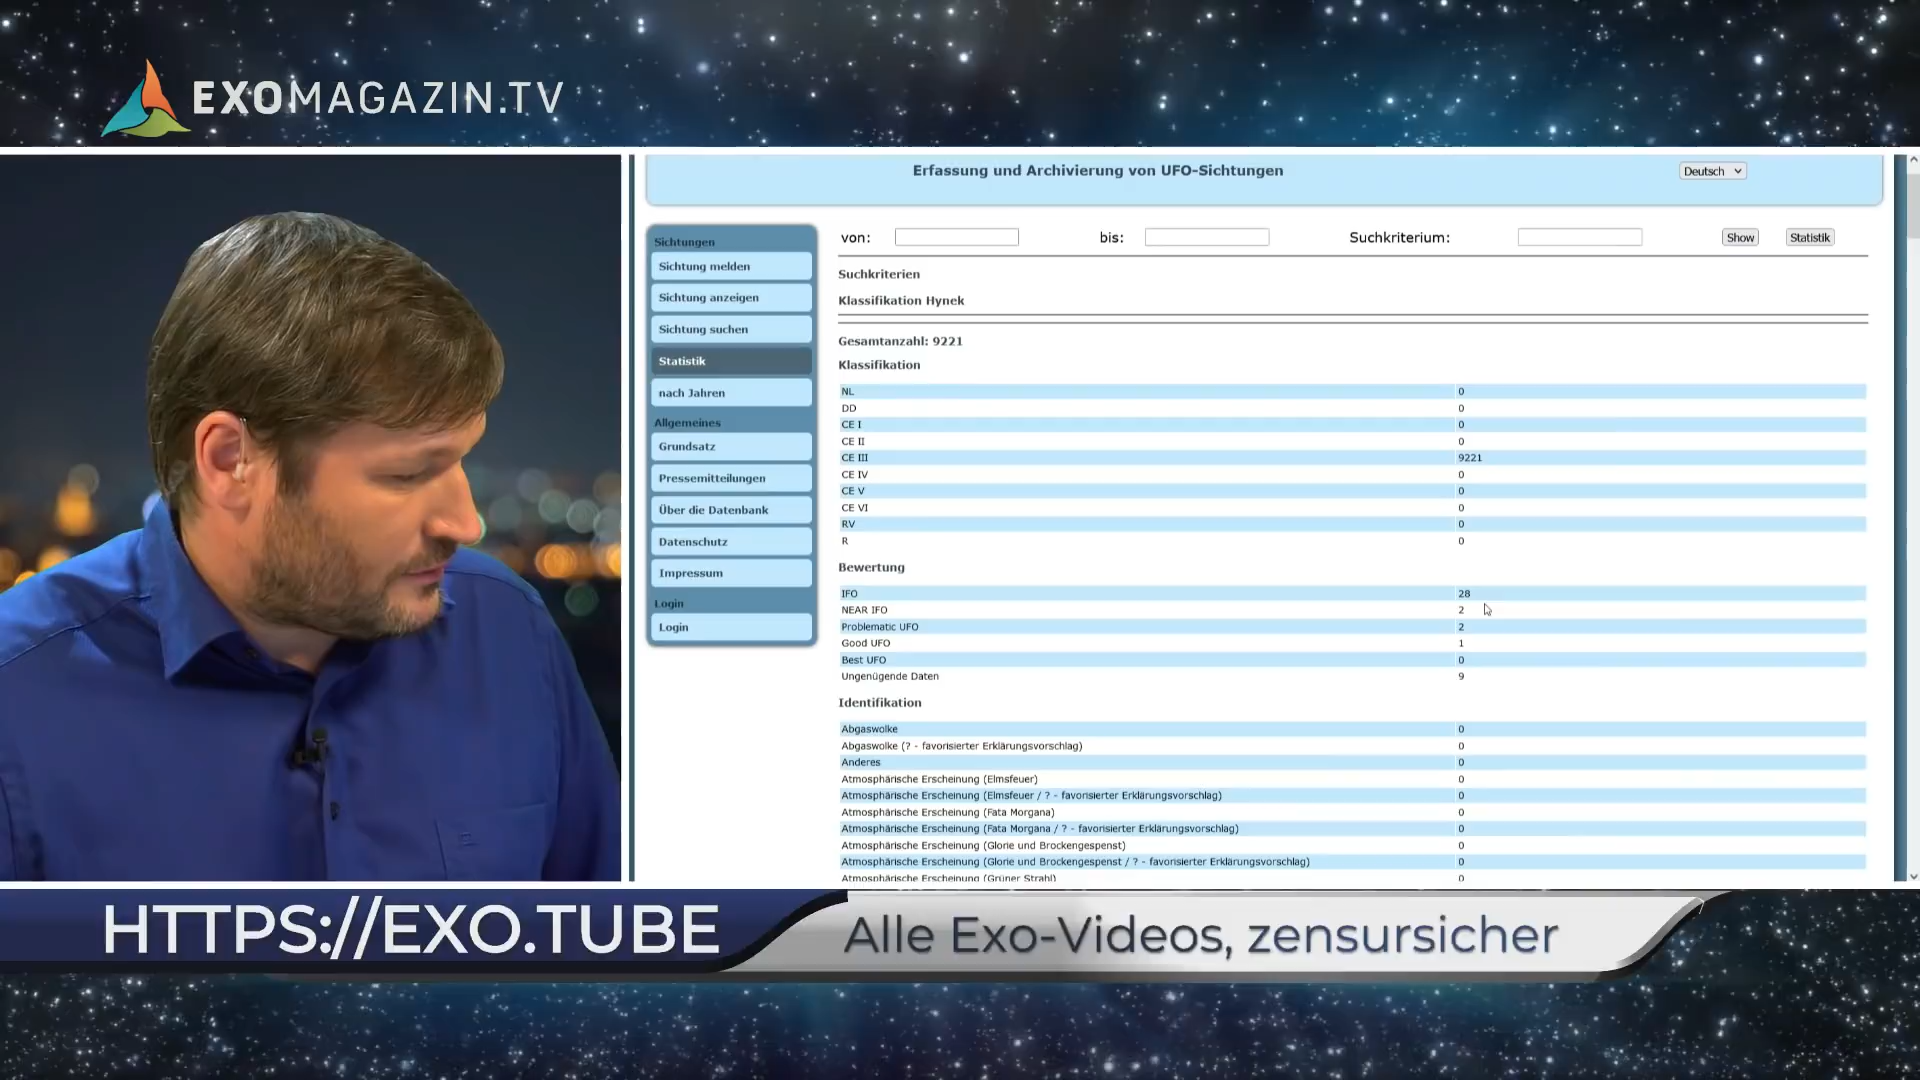 EXOMAGAZIN.TV
Erfassung und Archivierung von UFO-Sichtungen
Deutsch
Sichtungen
Sichtung melden
Sichtung anzeigen
Sichtung suchen
Statistik
nach Jahren
Allgemeines
Grundsatz
Pressemitteilungen
Über die Datenbank
Datenschutz
Impressum
Login
Login
von: bis: Suchkriterium: Show Statistik
Suchkriterien
Klassifikation Hynek
Gesamtanzahl: 9221
Klassifikation
NL 0
DD 0
CE I 0
CE II 0
CE III 9221
CE IV 0
CE V 0
CE VI 0
RV 0
R 0
Bewertung
IFO 28
NEAR IFO 2
Problematic UFO 2
Good UFO 1
Best UFO 0
Ungenügende Daten 9
Identifikation
Abgaswolke 0
Abgaswolke (? - favorisierter Erklärungsvorschlag) 0
Anderes 0
Atmosphärische Erscheinung (Elmsfeuer) 0
Atmosphärische Erscheinung (Elmsfeuer / ? - favorisierter Erklärungsvorschlag) 0
Atmosphärische Erscheinung (Fata Morgana) 0
Atmosphärische Erscheinung (Fata Morgana / ? - favorisierter Erklärungsvorschlag) 0
Atmosphärische Erscheinung (Glorie und Brockengespenst) 0
Atmosphärische Erscheinung (Glorie und Brockengespenst / ? - favorisierter Erklärungsvorschlag) 0
Atmosphärische Erscheinung (Grüner Strahl) 0
HTTPS://EXO.TUBE
Alle Exo-Videos, zensursicher